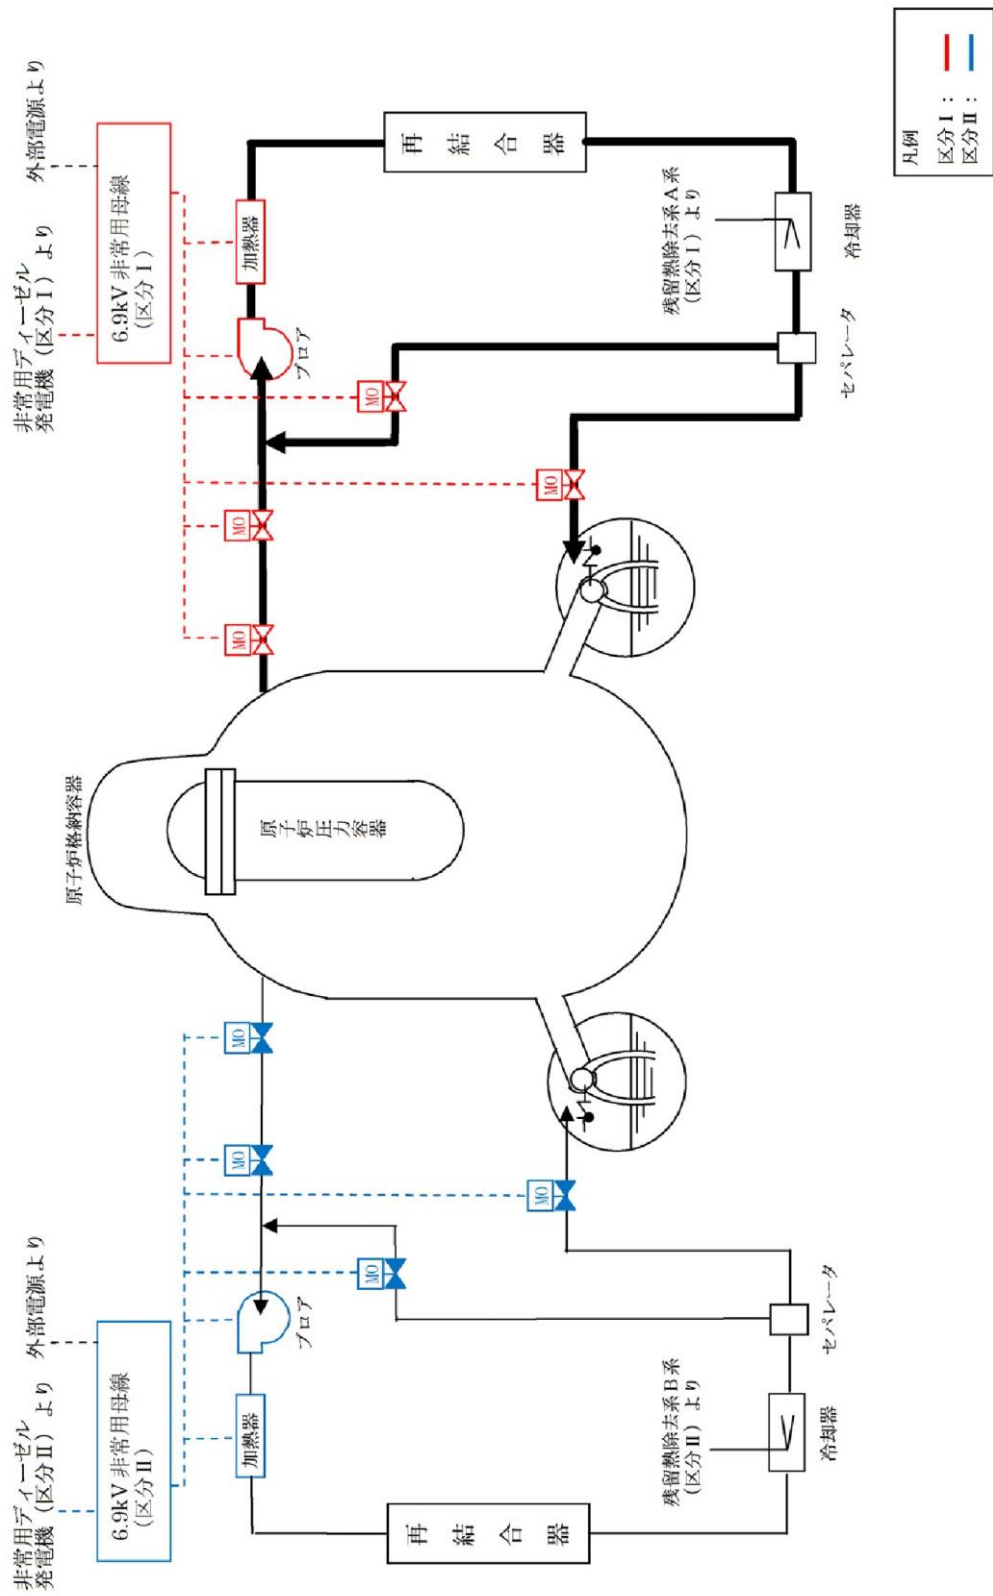 非常用ディーゼル
発電機（区分Ⅱ）より
外部電源より
6.9kV 非常用母線
（区分Ⅱ）
加熱器
ブロア
MO
MO
MO
MO
再結合器
残留熱除去系B系
（区分Ⅱ）より
冷却器
セパレータ
原子炉格納容器
原子炉圧力容器
非常用ディーゼル
発電機（区分Ⅰ）より
外部電源より
6.9kV 非常用母線
（区分Ⅰ）
MO
MO
MO
MO
ブロア
加熱器
再結合器
残留熱除去系A系
（区分Ⅰ）より
セパレータ
冷却器
凡例
区分Ⅰ：
区分Ⅱ：